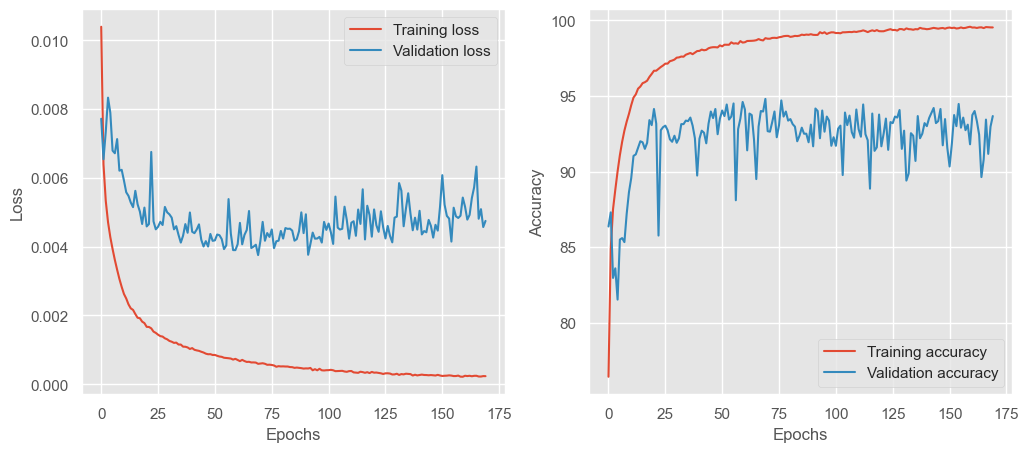 0.010
0.008
0.006
0.004
0.002
0.000
Loss
0 25 50 75 100 125 150 175
Epochs
Training loss
Validation loss
100
95
90
85
80
Accuracy
0 25 50 75 100 125 150 175
Epochs
Training accuracy
Validation accuracy